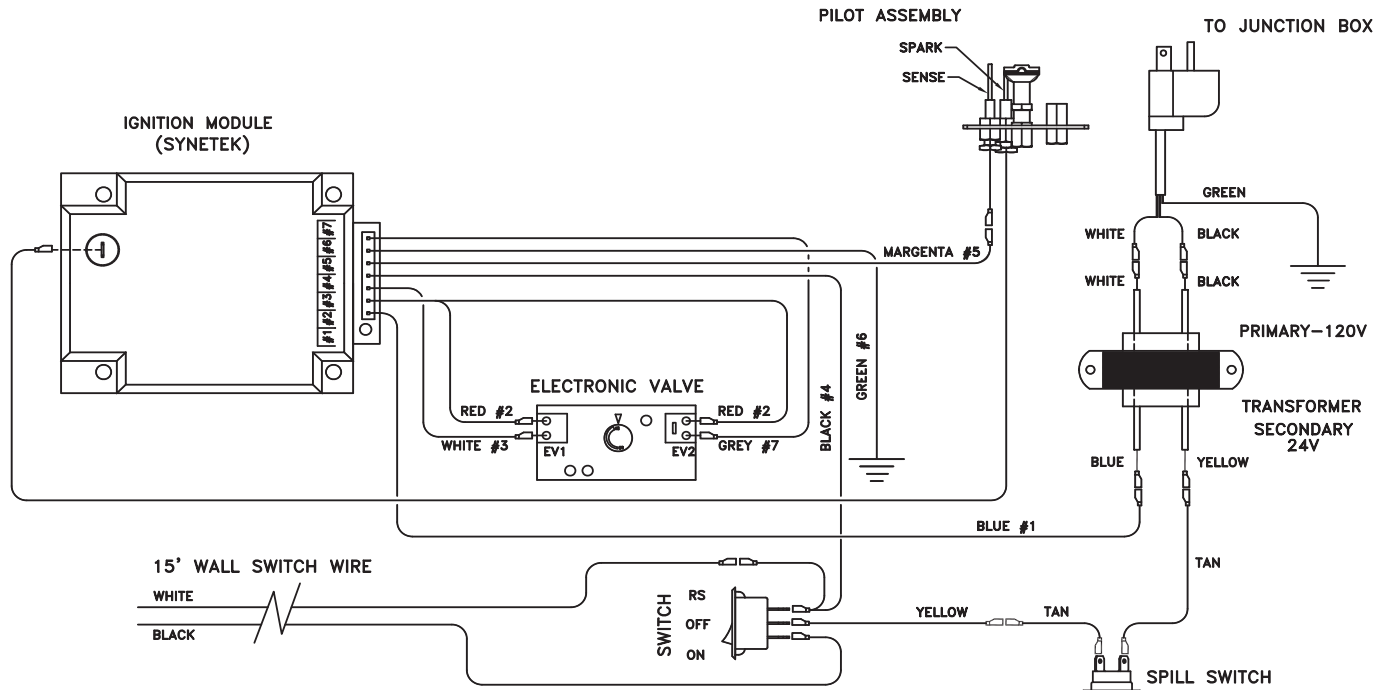 PILOT ASSEMBLY
TO JUNCTION BOX
SPARK
SENSE
IGNITION MODULE
(SYNETEK)
GREEN
#7
#6
#5
#4
#3
#2
#1
MARGENTA #5
WHITE
BLACK
WHITE
BLACK
PRIMARY-120V
GREEN #6
BLACK #4
ELECTRONIC VALVE
TRANSFORMER
SECONDARY
24V
RED #2
RED #2
WHITE #3
GREY #7
EV1
EV2
BLUE
YELLOW
BLUE #1
TAN
15' WALL SWITCH WIRE
WHITE
BLACK
SWITCH
RS
OFF
ON
YELLOW
TAN
SPILL SWITCH